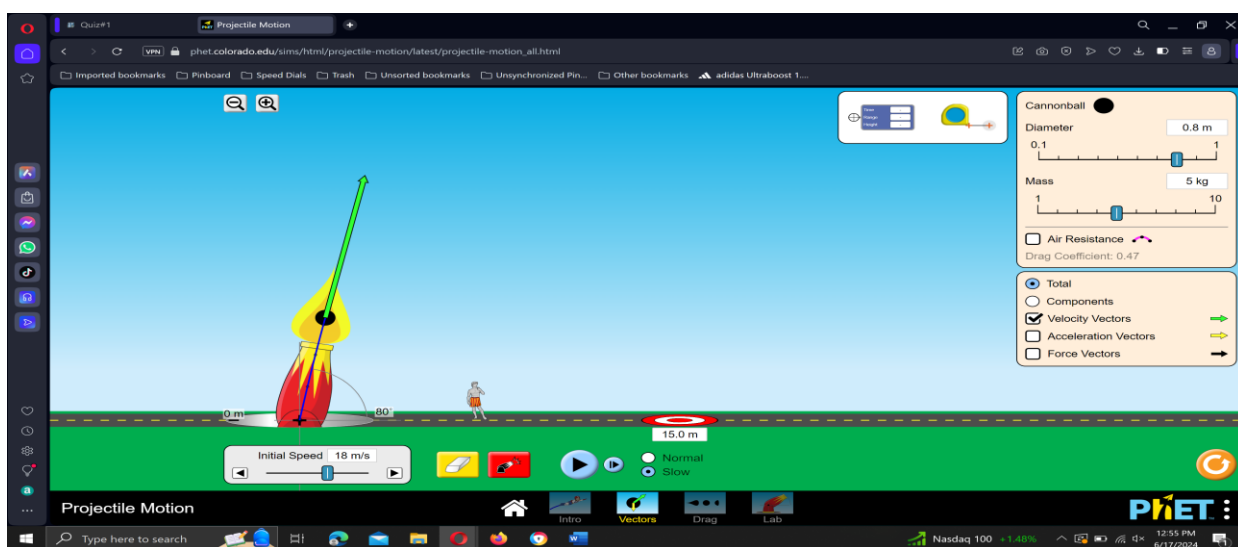 Quiz#1
Projectile Motion
VPN
phet.colorado.edu/sims/html/projectile-motion/latest/projectile-motion_all.html
Imported bookmarks Pinboard Speed Dials Trash Unsorted bookmarks Unsynchronized Pin... Other bookmarks adidas Ultraboost 1....
Time
Range
Height
Cannonball
Diameter 0.8 m
0.1 1
Mass 5 kg
1 10
Air Resistance
Drag Coefficient: 0.47
Total
Components
Velocity Vectors
Acceleration Vectors
Force Vectors
0 m
80°
15.0 m
Initial Speed 18 m/s
Normal
Slow
Projectile Motion
Intro
Vectors
Drag
Lab
PhET
Type here to search
Nasdaq 100 +1.48%
12:55 PM
6/17/2024